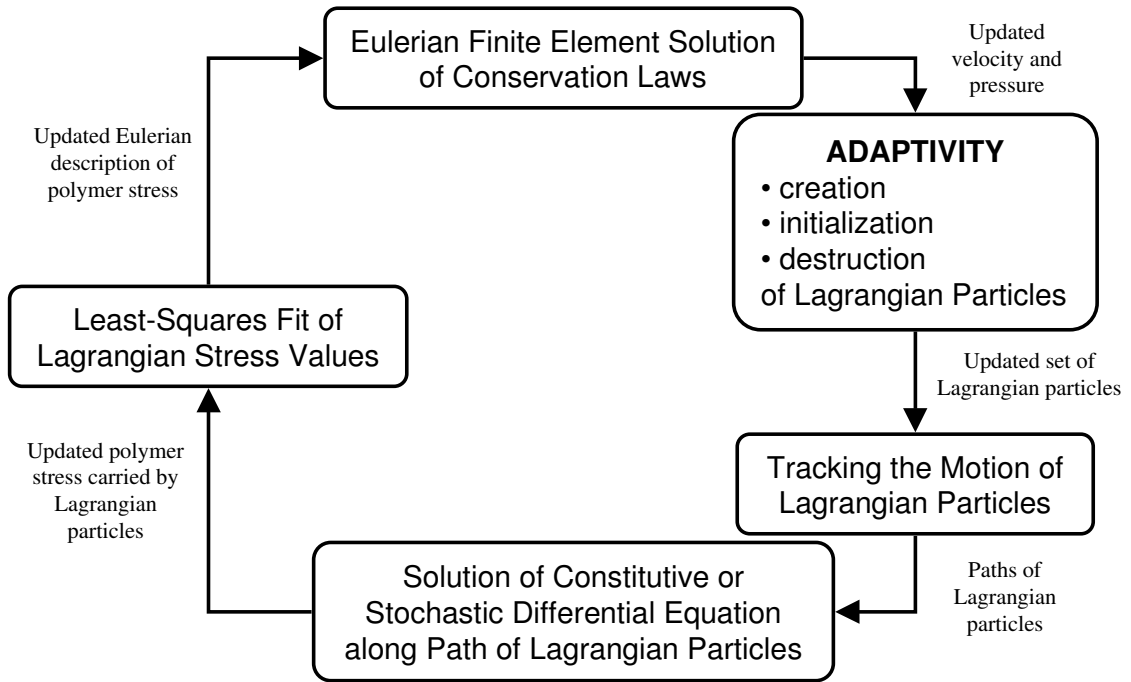 Eulerian Finite Element Solution
of Conservation Laws
Updated
velocity and
pressure
ADAPTIVITY
• creation
• initialization
• destruction
of Lagrangian Particles
Updated set of
Lagrangian particles
Tracking the Motion of
Lagrangian Particles
Paths of
Lagrangian
particles
Solution of Constitutive or
Stochastic Differential Equation
along Path of Lagrangian Particles
Updated polymer
stress carried by
Lagrangian
particles
Least-Squares Fit of
Lagrangian Stress Values
Updated Eulerian
description of
polymer stress